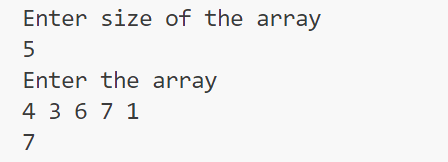 Enter size of the array
5
Enter the array
4 3 6 7 1
7